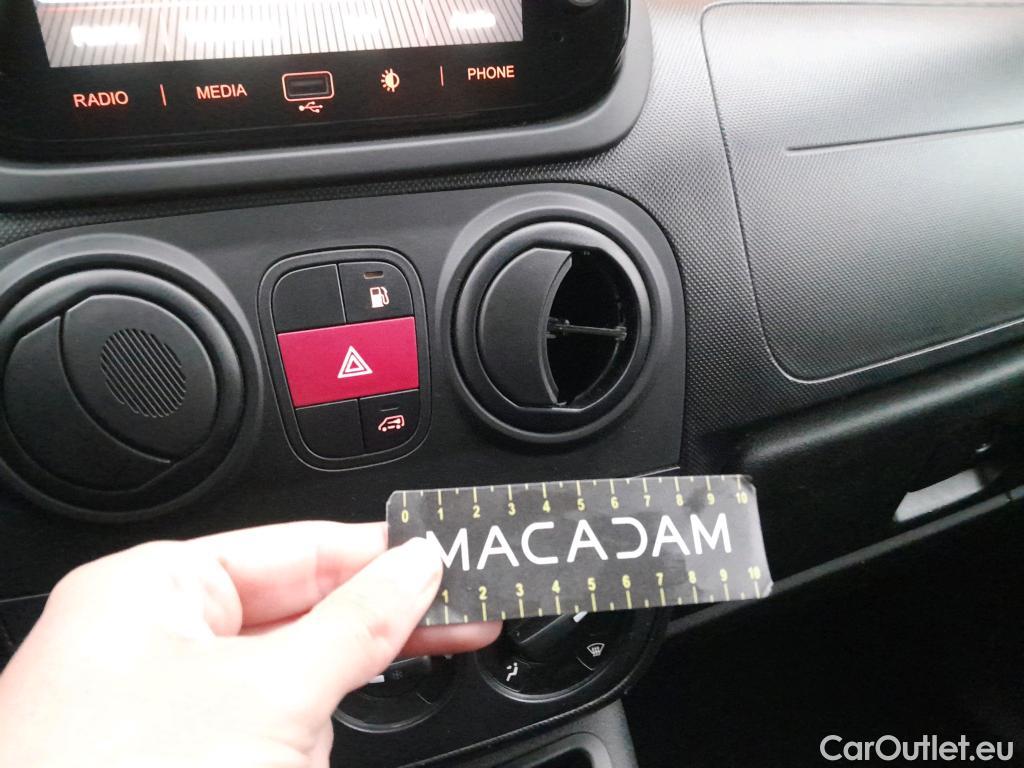 RADIO | MEDIA | PHONE
0 1 2 3 4 5 6 7 8 9 10
MACADAM
1 2 3 4 5 6 7 8 9 10
CarOutlet.eu